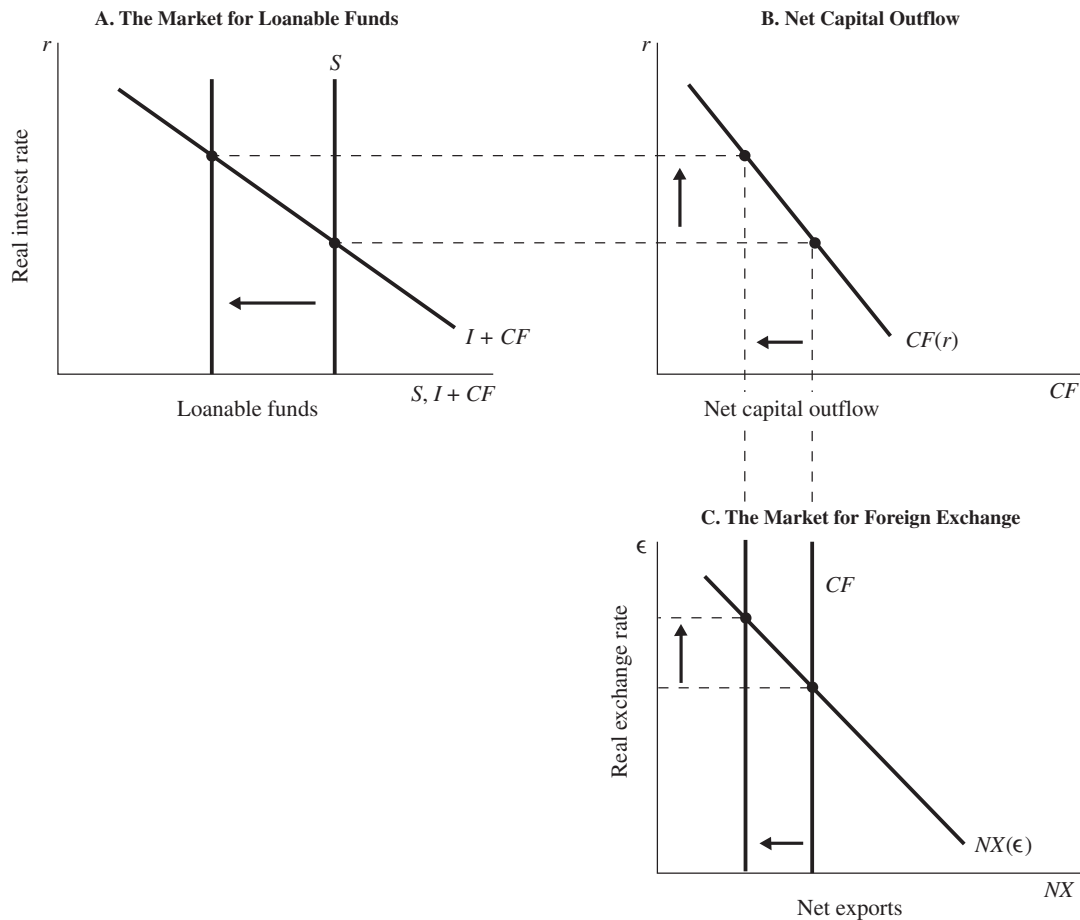 A. The Market for Loanable Funds
r
S
Real interest rate
I + CF
S, I + CF
Loanable funds
B. Net Capital Outflow
r
CF(r)
CF
Net capital outflow
C. The Market for Foreign Exchange
ϵ
CF
Real exchange rate
NX(ϵ)
NX
Net exports